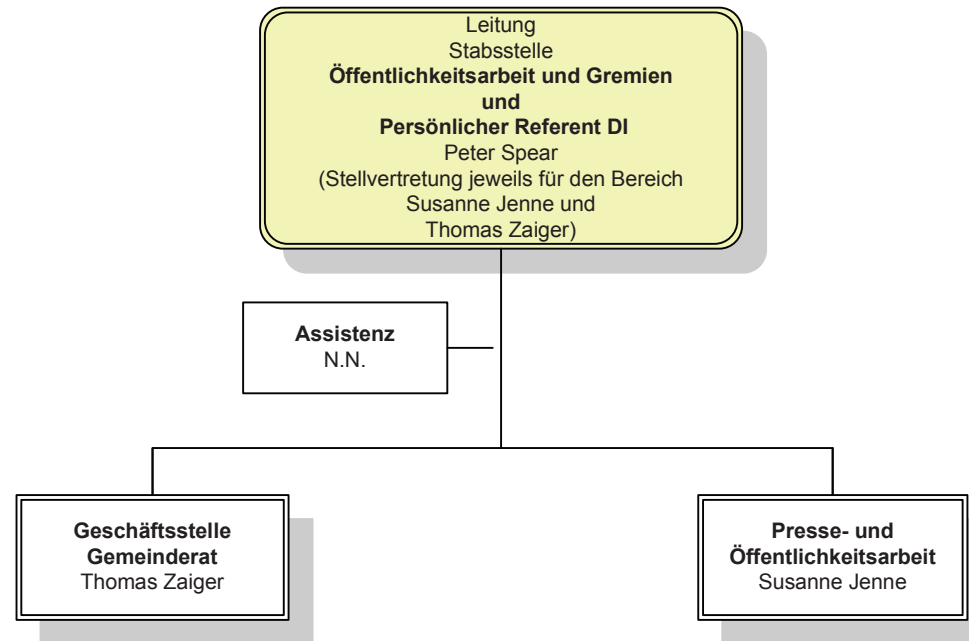 Leitung
Stabsstelle
Öffentlichkeitsarbeit und Gremien
und
Persönlicher Referent DI
Peter Spear
(Stellvertretung jeweils für den Bereich
Susanne Jenne und
Thomas Zaiger)
Assistenz
N.N.
Geschäftsstelle
Gemeinderat
Thomas Zaiger
Presse- und
Öffentlichkeitsarbeit
Susanne Jenne